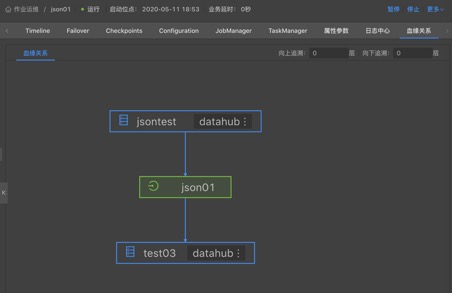 作业运维 / json01 运行 启动位点：2020-05-11 18:53 业务延时：0秒 暂停 停止 更多
Timeline Failover Checkpoints Configuration JobManager TaskManager 属性参数 日志中心 血缘关系
血缘关系 向上追溯： 0 层 向下追溯： 0 层
jsontest datahub
json01
test03 datahub